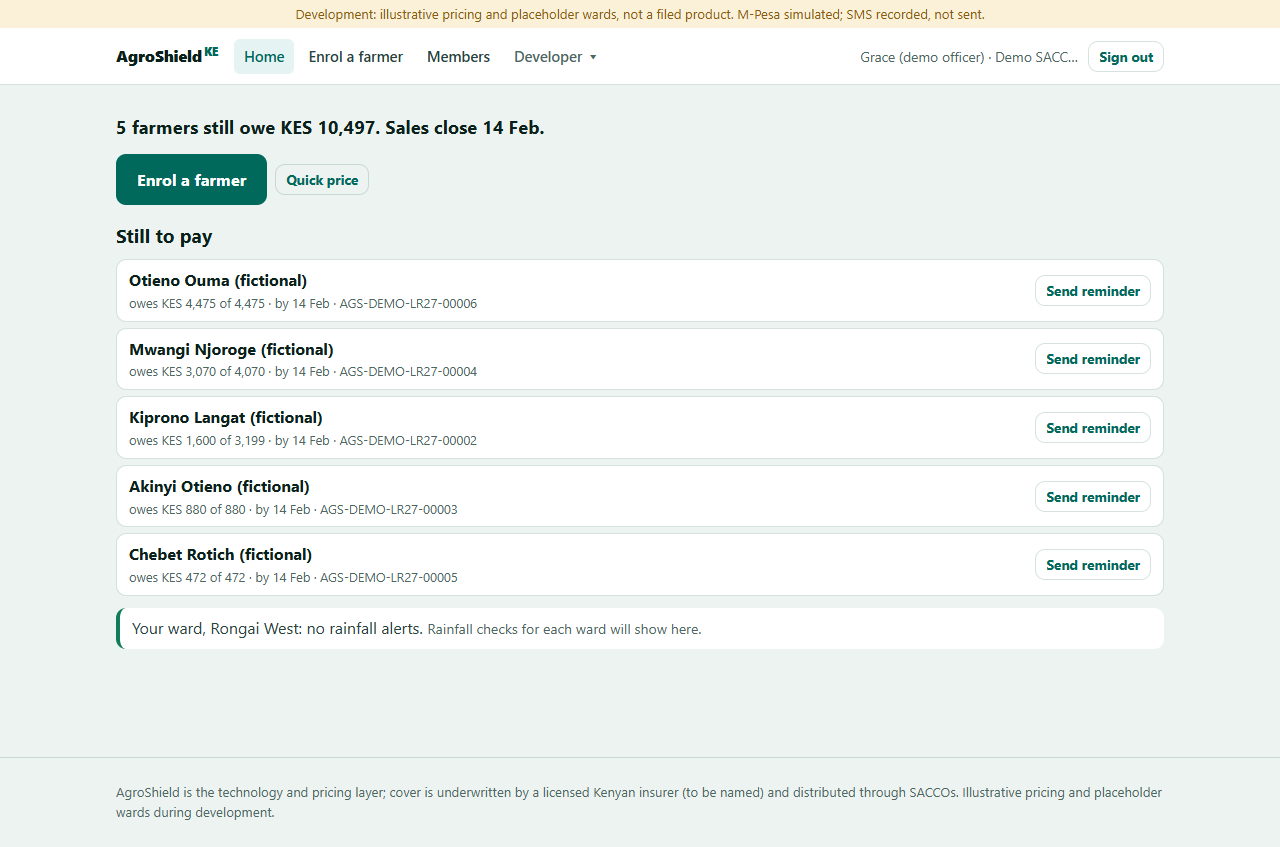 Development: illustrative pricing and placeholder wards, not a filed product. M-Pesa simulated; SMS recorded, not sent.
AgroShield KE Home Enrol a farmer Members Developer ▾ Grace (demo officer) · Demo SACC... Sign out
5 farmers still owe KES 10,497. Sales close 14 Feb.
Enrol a farmer Quick price
Still to pay
Otieno Ouma (fictional)
owes KES 4,475 of 4,475 · by 14 Feb · AGS-DEMO-LR27-00006
Send reminder
Mwangi Njoroge (fictional)
owes KES 3,070 of 4,070 · by 14 Feb · AGS-DEMO-LR27-00004
Send reminder
Kiprono Langat (fictional)
owes KES 1,600 of 3,199 · by 14 Feb · AGS-DEMO-LR27-00002
Send reminder
Akinyi Otieno (fictional)
owes KES 880 of 880 · by 14 Feb · AGS-DEMO-LR27-00003
Send reminder
Chebet Rotich (fictional)
owes KES 472 of 472 · by 14 Feb · AGS-DEMO-LR27-00005
Send reminder
Your ward, Rongai West: no rainfall alerts. Rainfall checks for each ward will show here.
AgroShield is the technology and pricing layer; cover is underwritten by a licensed Kenyan insurer (to be named) and distributed through SACCOs. Illustrative pricing and placeholder
wards during development.